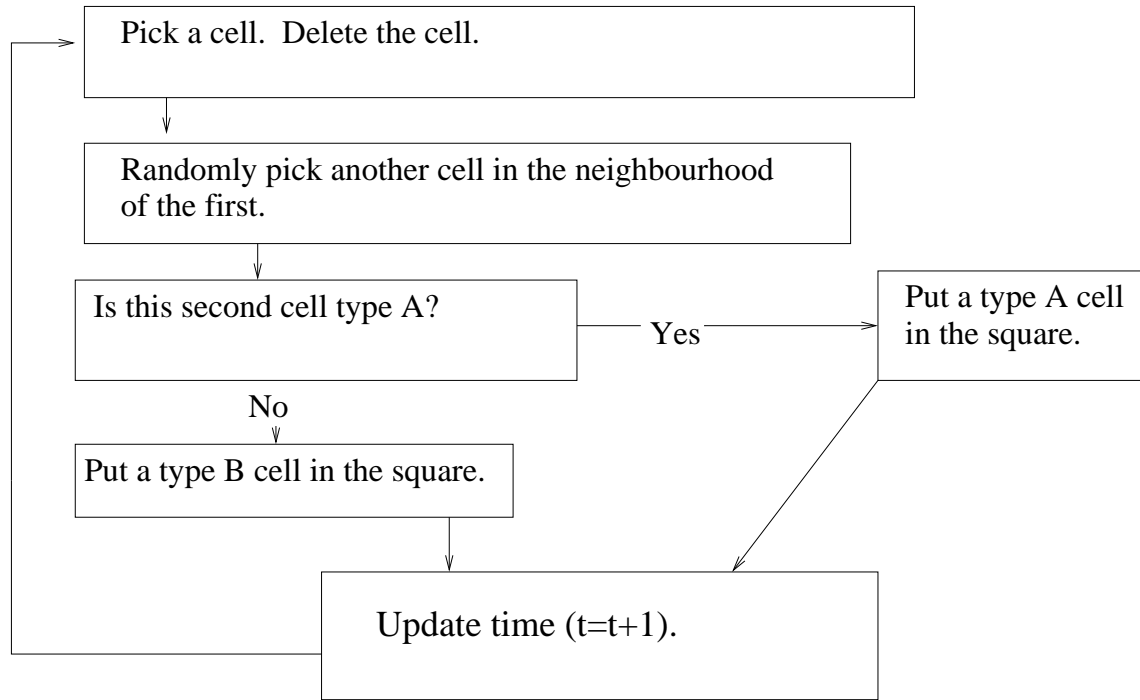 Pick a cell.  Delete the cell.
Randomly pick another cell in the neighbourhood
of the first.
Is this second cell type A?
Yes
Put a type A cell
in the square.
No
Put a type B cell in the square.
Update time (t=t+1).